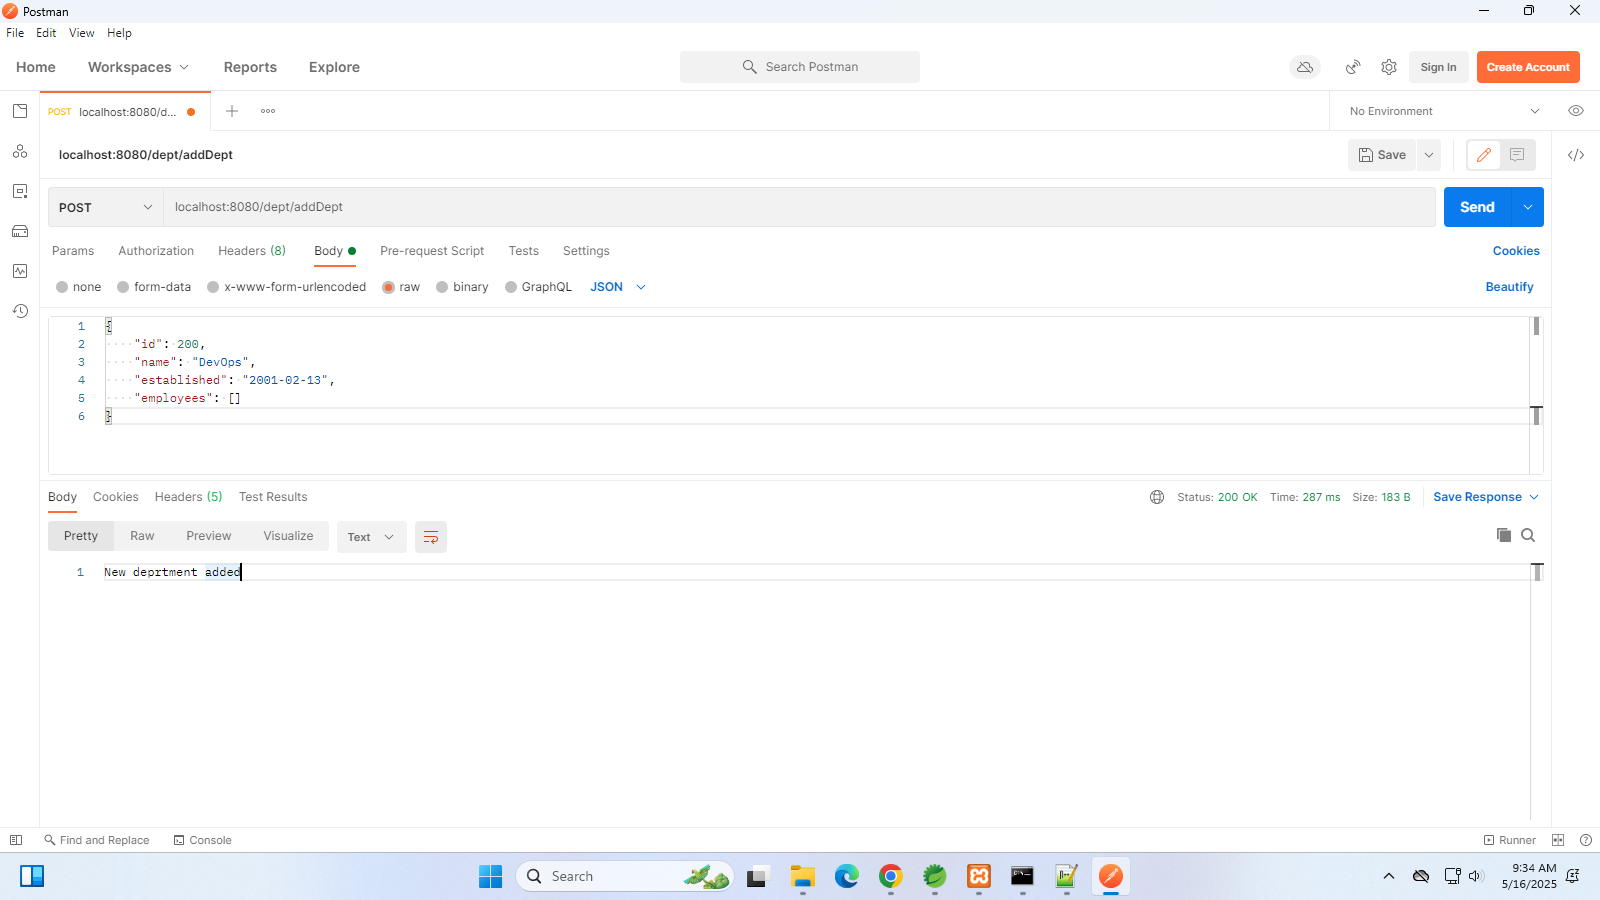 Postman
File Edit View Help
Home Workspaces Reports Explore Search Postman Sign In Create Account
POST localhost:8080/d... No Environment
localhost:8080/dept/addDept Save
POST localhost:8080/dept/addDept Send
Params Authorization Headers (8) Body Pre-request Script Tests Settings Cookies
none form-data x-www-form-urlencoded raw binary GraphQL JSON Beautify
1 {
2 "id": 200,
3 "name": "DevOps",
4 "established": "2001-02-13",
5 "employees": []
6 }
Body Cookies Headers (5) Test Results Status: 200 OK Time: 287 ms Size: 183 B Save Response
Pretty Raw Preview Visualize Text
1 New deprtment added
Find and Replace Console Runner
Search
9:34 AM
5/16/2025